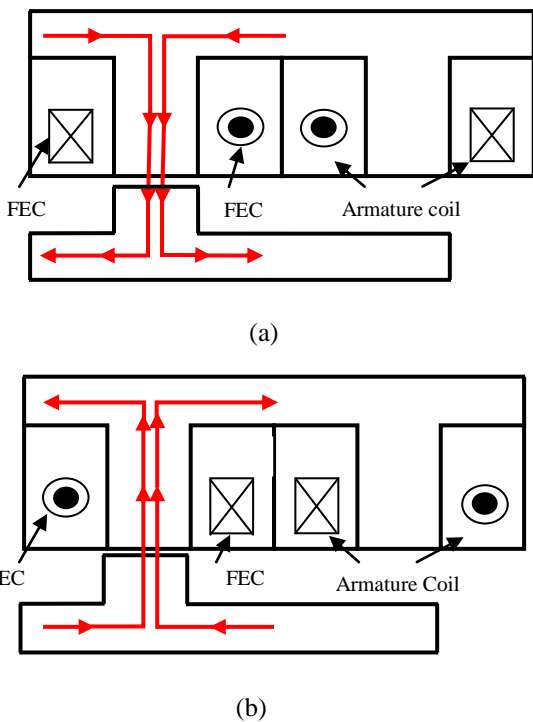 FEC
FEC
Armature coil
(a)
EC
FEC
Armature Coil
(b)